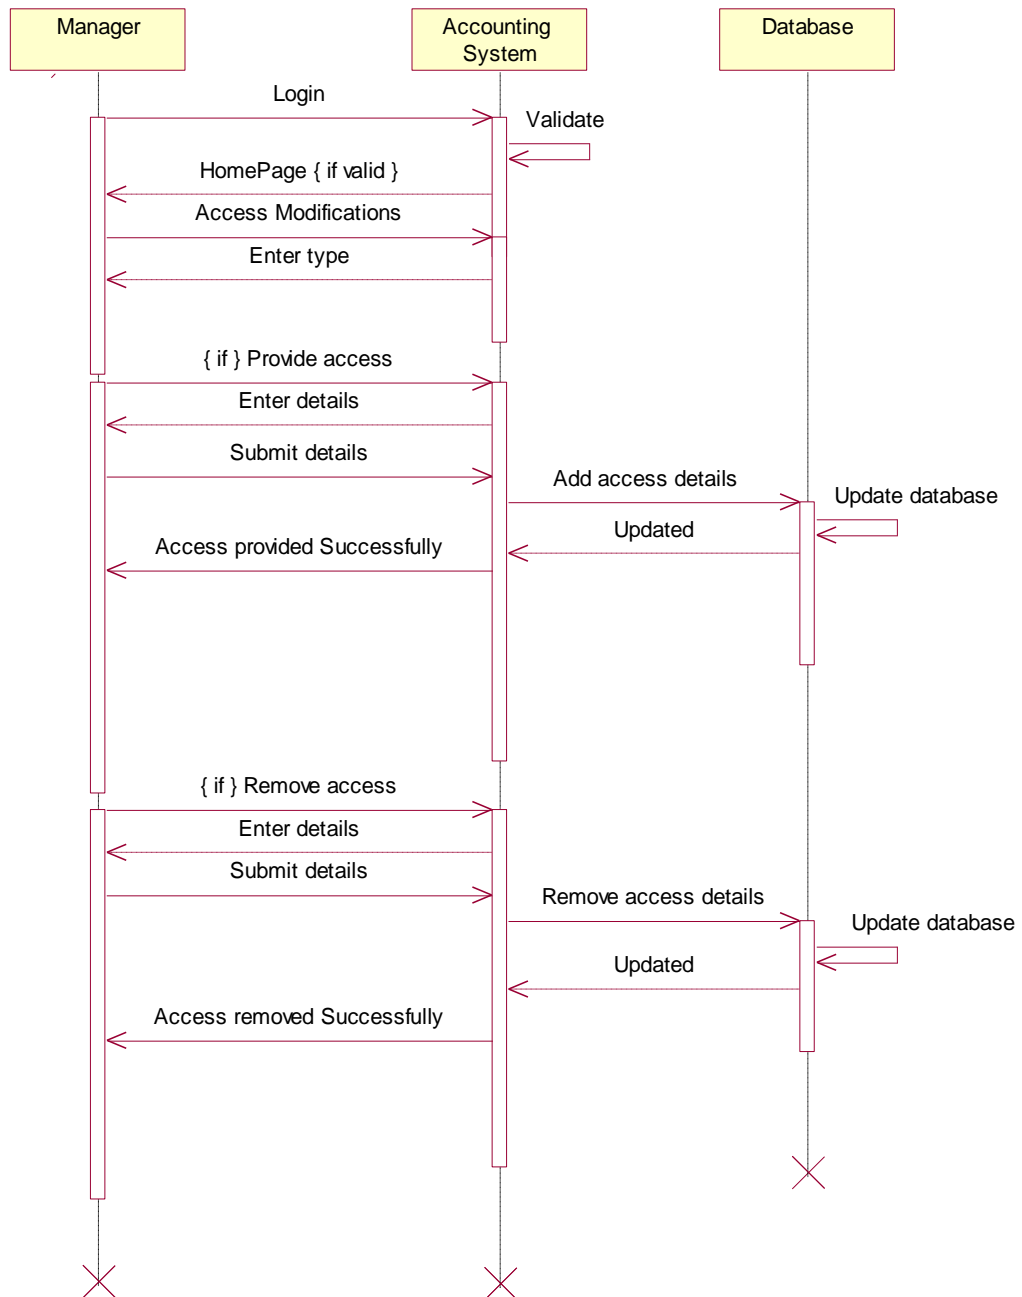 Manager
Accounting
System
Database
Login
Validate
HomePage { if valid }
Access Modifications
Enter type
{ if } Provide access
Enter details
Submit details
Add access details
Update database
Updated
Access provided Successfully
{ if } Remove access
Enter details
Submit details
Remove access details
Update database
Updated
Access removed Successfully